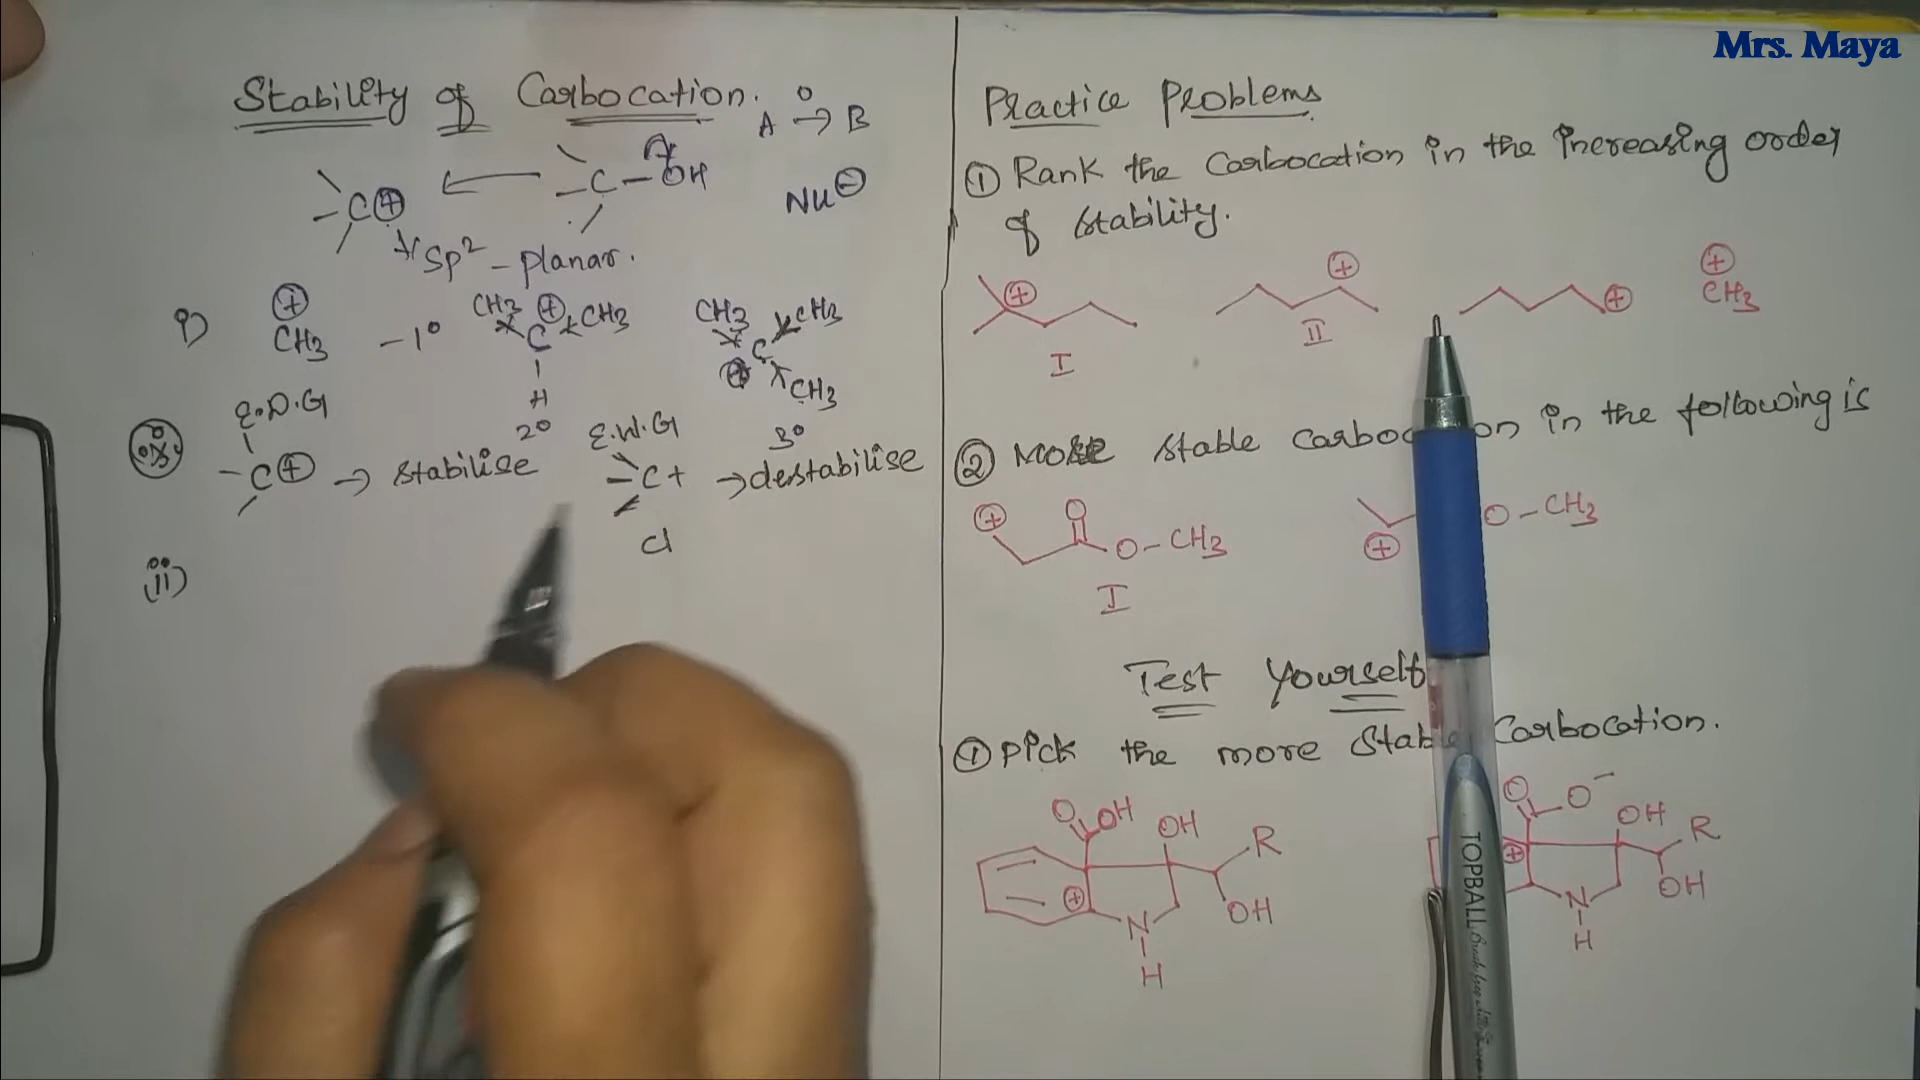 Mrs. Maya
Stability of Carbocation.
A → B
C ⊕ ← C - OH
Nu⊖
Sp² - planar.
i) ⊕ CH3 - 1° CH3 ⊕ CH3 C H 2° CH3 CH3 C ⊕ CH3 3°
E.D.G
C ⊕ → stabilise
E.W.G
C+ → destabilise
Cl
(ii)
Practice Problems
① Rank the Carbocation in the increasing order
of stability.
⊕ ⊕ ⊕ ⊕ CH3
I II
② More stable in the following is
⊕ O O-CH3
I
⊕ O-CH3
Test Yourself
① Pick the more Carbocation.
O OH OH R
⊕ OH
N
H
O O⁻ OH R
⊕ OH
N
H
TOPBALL